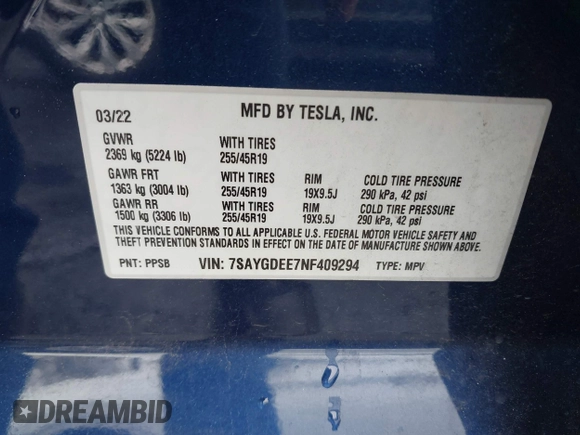 03/22 MFD BY TESLA, INC.
GVWR WITH TIRES
2369 kg (5224 lb) 255/45R19
GAWR FRT WITH TIRES RIM COLD TIRE PRESSURE
1363 kg (3004 lb) 255/45R19 19X9.5J 290 kPa, 42 psi
GAWR RR WITH TIRES RIM COLD TIRE PRESSURE
1500 kg (3306 lb) 255/45R19 19X9.5J 290 kPa, 42 psi
THIS VEHICLE CONFORMS TO ALL APPLICABLE U.S. FEDERAL MOTOR VEHICLE SAFETY AND
THEFT PREVENTION STANDARDS IN EFFECT ON THE DATE OF MANUFACTURE SHOWN ABOVE.
PNT: PPSB VIN: 7SAYGDEE7NF409294 TYPE: MPV
DREAMBID